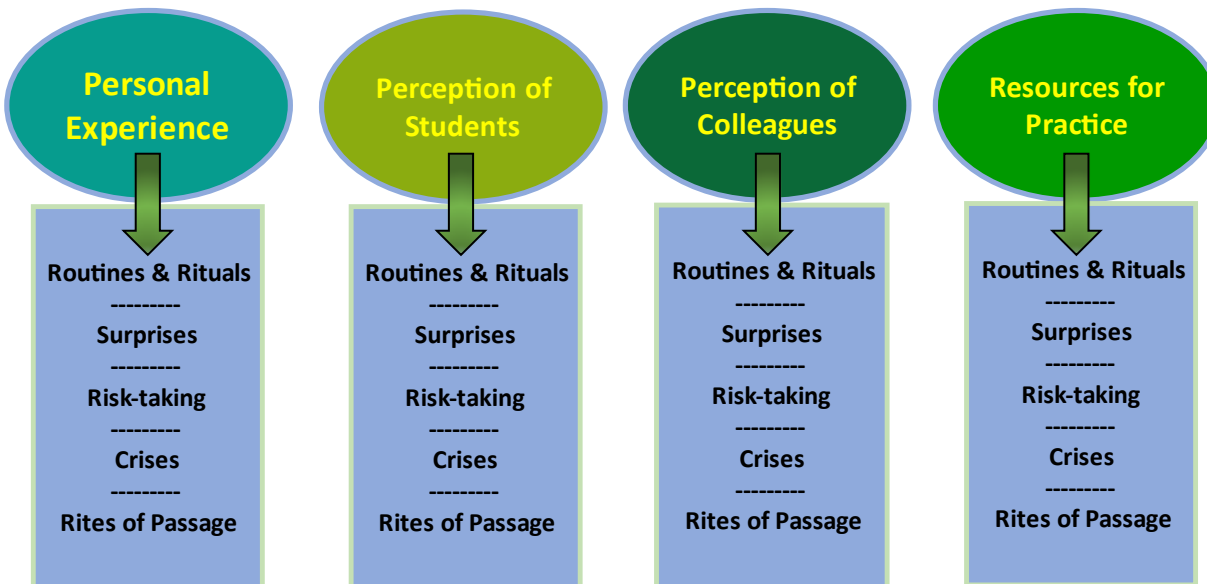 Personal
Experience
Routines & Rituals
---------
Surprises
---------
Risk-taking
---------
Crises
---------
Rites of Passage
Perception of
Students
Routines & Rituals
---------
Surprises
---------
Risk-taking
---------
Crises
---------
Rites of Passage
Perception of
Colleagues
Routines & Rituals
---------
Surprises
---------
Risk-taking
---------
Crises
---------
Rites of Passage
Resources for
Practice
Routines & Rituals
---------
Surprises
---------
Risk-taking
---------
Crises
---------
Rites of Passage